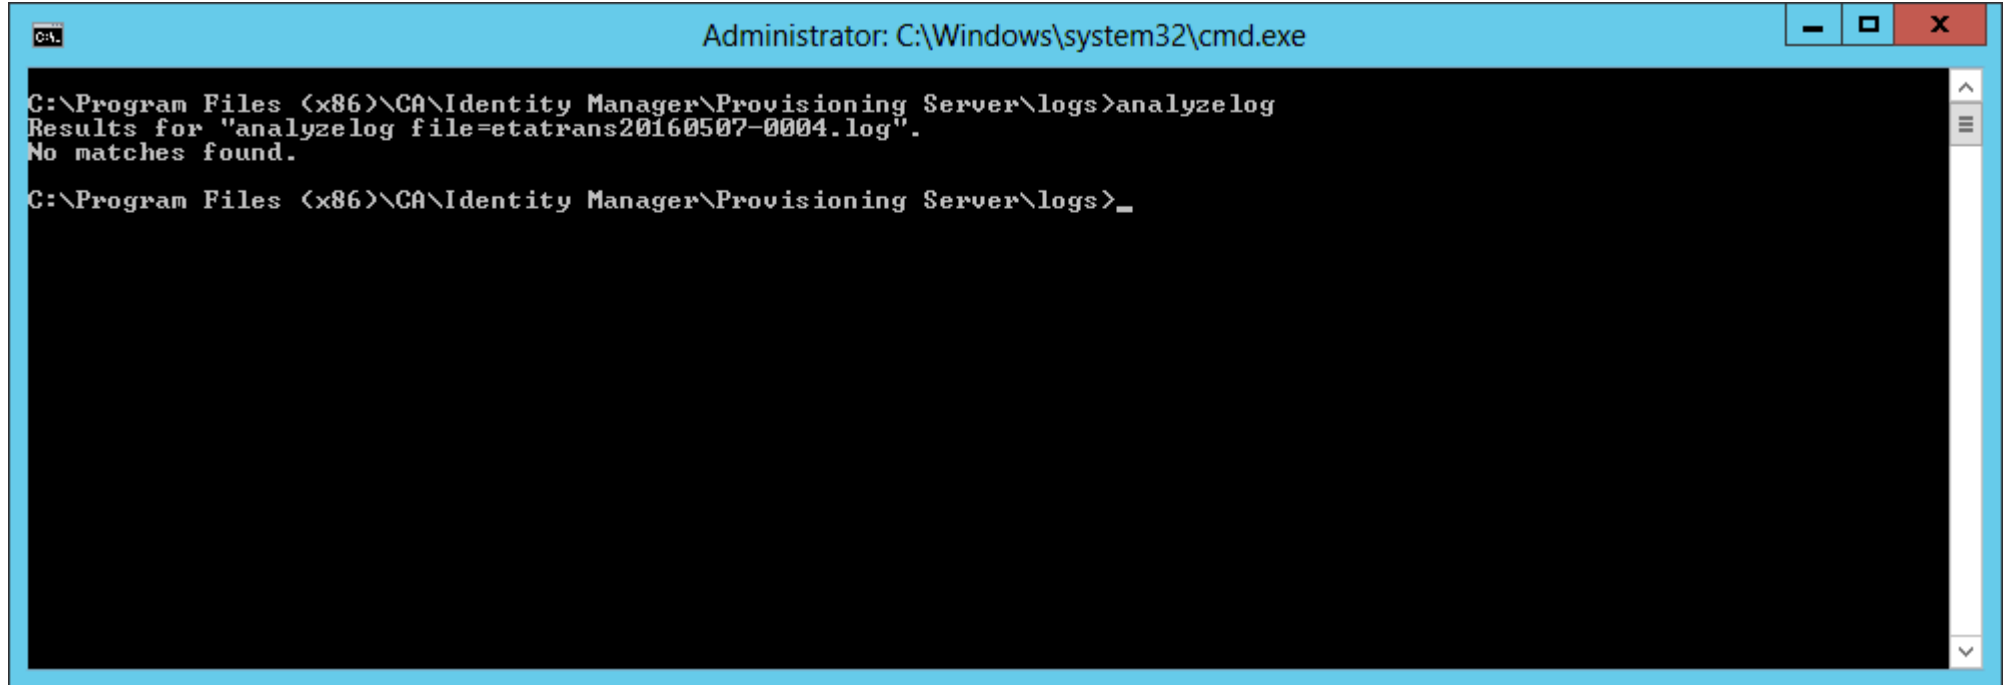 Administrator: C:\Windows\system32\cmd.exe
C:\Program Files (x86)\CA\Identity Manager\Provisioning Server\logs>analyzelog
Results for "analyzelog file=etatrans20160507-0004.log".
No matches found.
C:\Program Files (x86)\CA\Identity Manager\Provisioning Server\logs>_